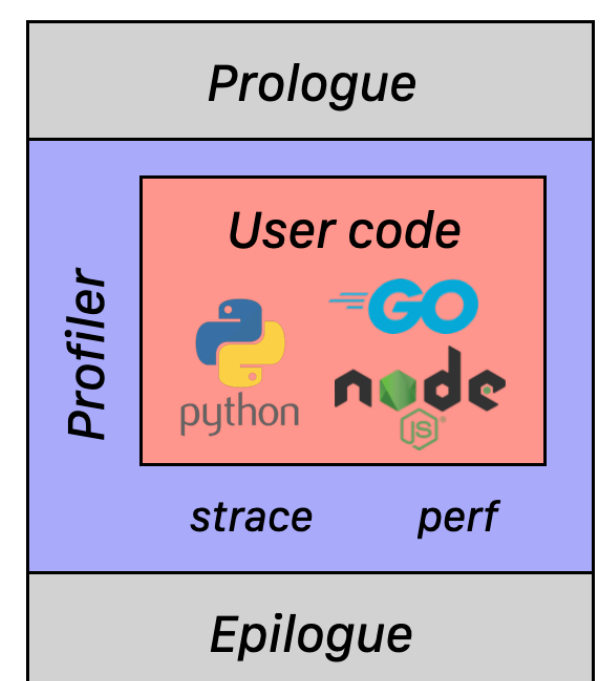 Prologue
Profiler
User code
GO
python
node
JS
strace perf
Epilogue